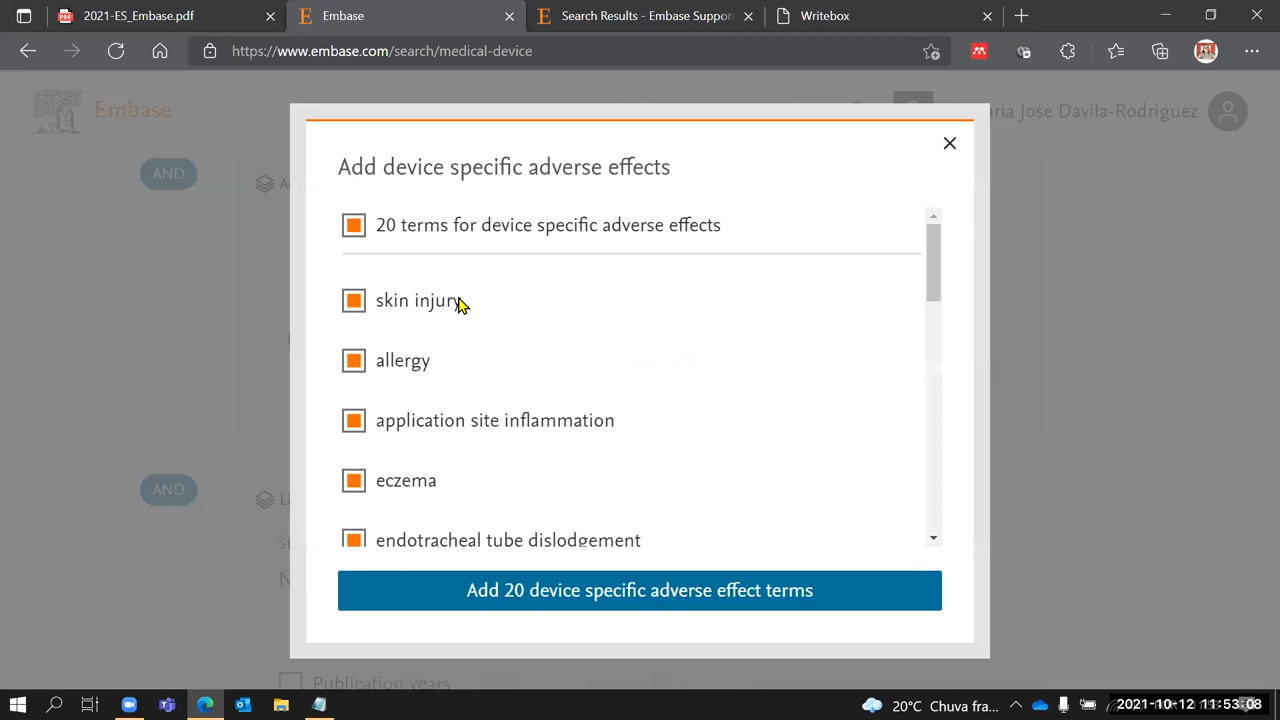 2021-ES_Embase.pdf
Embase
Search Results - Embase Suppor
Writebox
https://www.embase.com/search/medical-device
Embase
aria Jose Davila-Rodriguez
AND
Add device specific adverse effects
20 terms for device specific adverse effects
skin injury
allergy
application site inflammation
eczema
AND
endotracheal tube dislodgement
Add 20 device specific adverse effect terms
Publication years
20°C Chuva fra...
2021-10-12 11:53:08